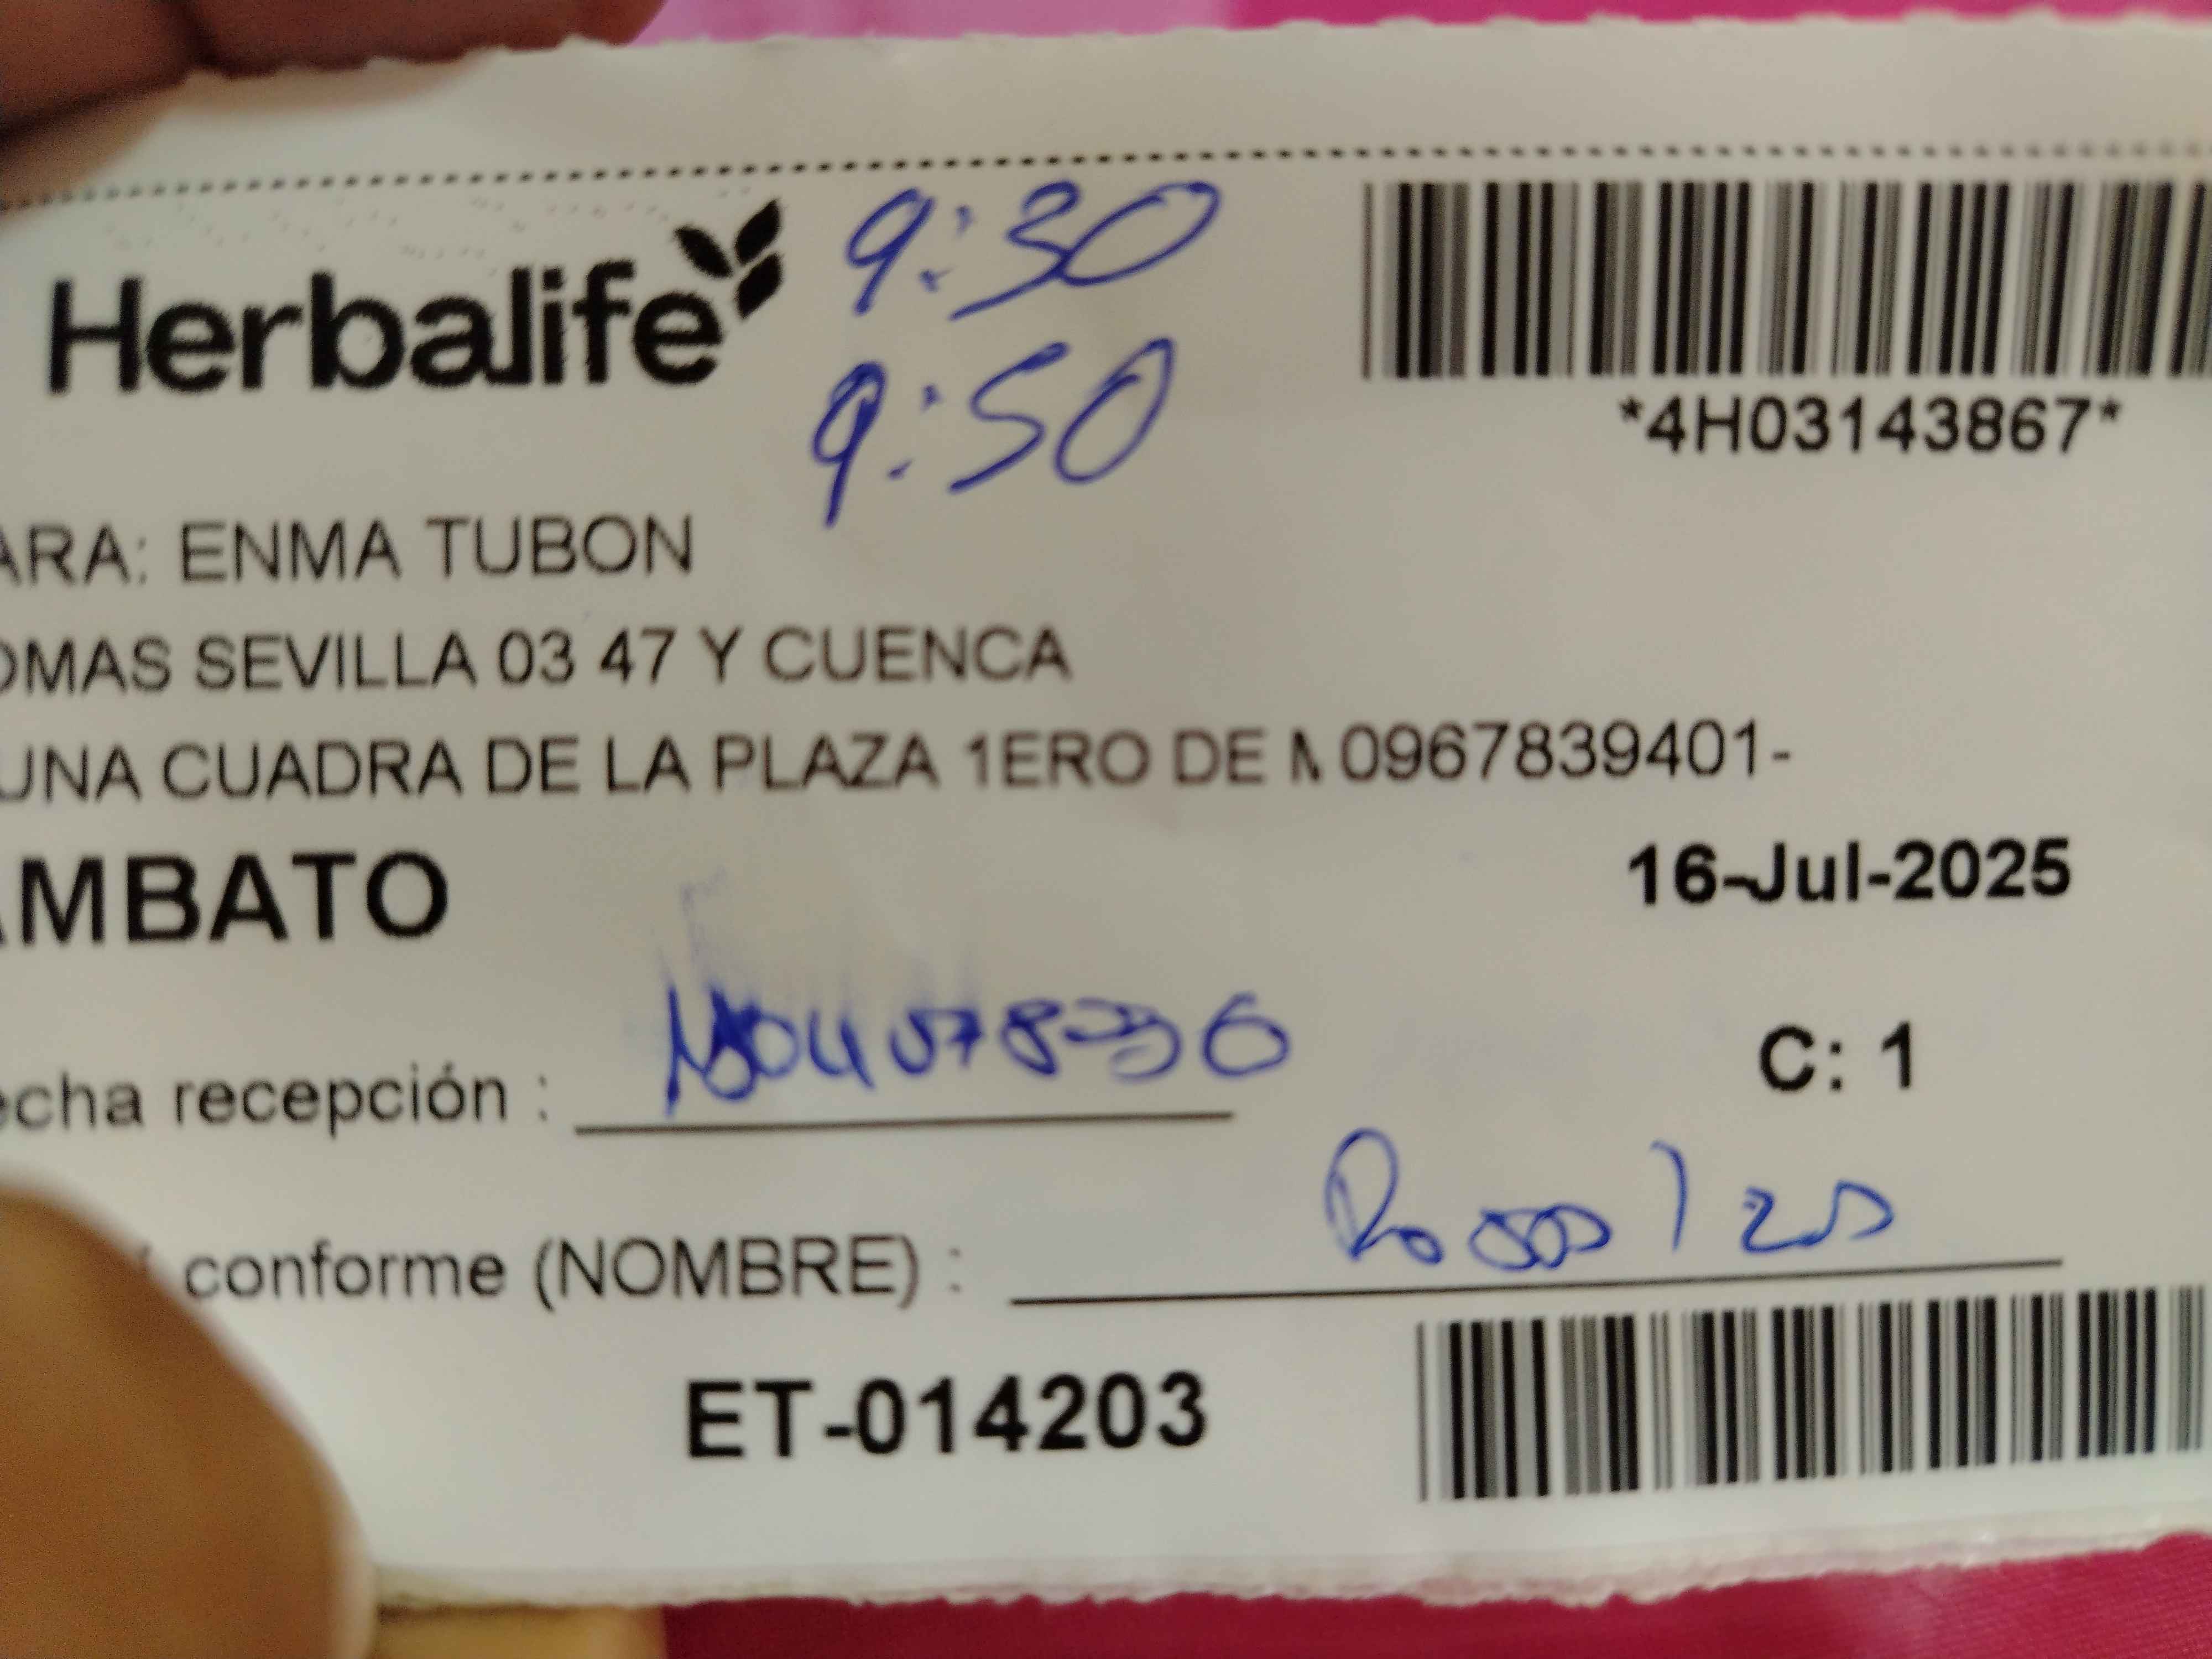 Herbalife
9:30
9:50
*4H03143867*
ARA: ENMA TUBON
OMAS SEVILLA 03 47 Y CUENCA
UNA CUADRA DE LA PLAZA 1ERO DE M 0967839401-
AMBATO
16-Jul-2025
echa recepción :
C: 1
conforme (NOMBRE) :
ET-014203